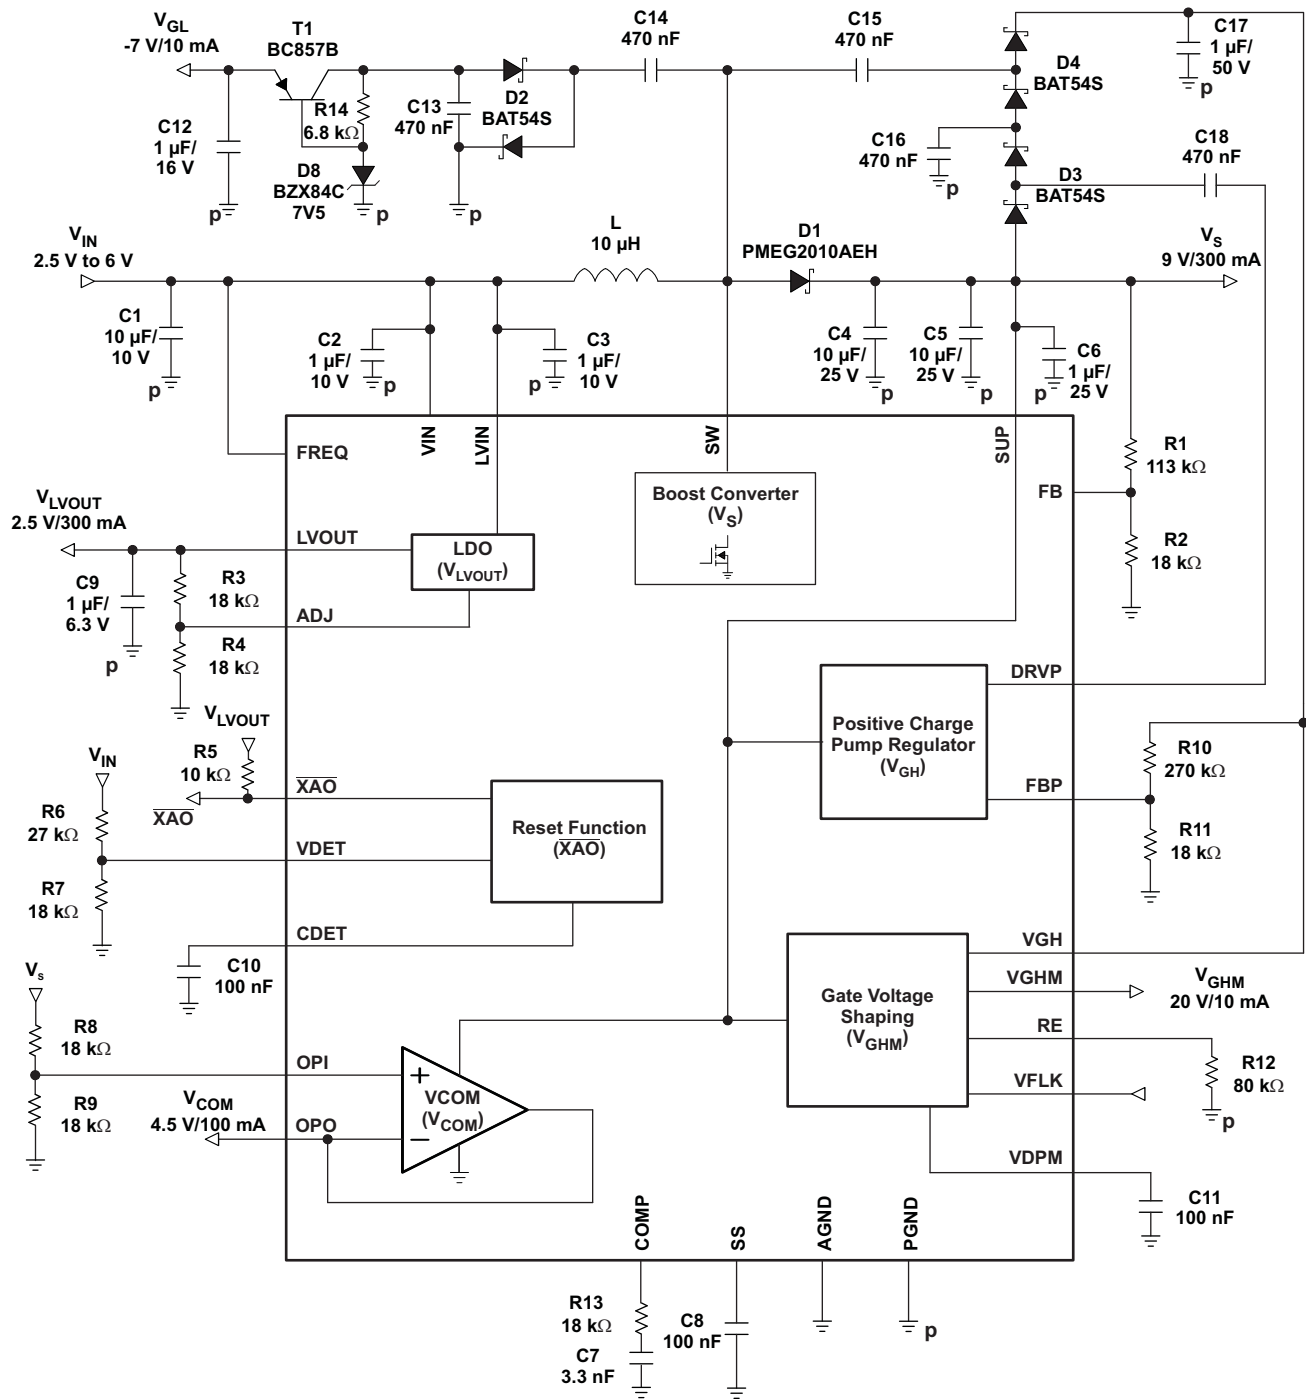 V_GL
-7 V/10 mA
T1
BC857B
C14
470 nF
C15
470 nF
C17
1 µF/
50 V
p
D4
BAT54S
R14
6.8 kΩ
C13
470 nF
D2
BAT54S
C12
1 µF/
16 V
p
D8
BZX84C
7V5
p
p
C16
470 nF
p
C18
470 nF
D3
BAT54S
V_IN
2.5 V to 6 V
L
10 µH
D1
PMEG2010AEH
V_S
9 V/300 mA
C1
10 µF/
10 V
p
C2
1 µF/
10 V
p
C3
1 µF/
10 V
p
C4
10 µF/
25 V
p
C5
10 µF/
25 V
p
C6
1 µF/
25 V
p
FREQ
VIN
LVIN
SW
SUP
R1
113 kΩ
FB
R2
18 kΩ
Boost Converter
(V_S)
V_LVOUT
2.5 V/300 mA
LVOUT
LDO
(V_LVOUT)
C9
1 µF/
6.3 V
p
R3
18 kΩ
ADJ
R4
18 kΩ
DRVP
Positive Charge
Pump Regulator
(V_GH)
FBP
R10
270 kΩ
R11
18 kΩ
V_LVOUT
R5
10 kΩ
X̅A̅O̅
X̅A̅O̅
V_IN
R6
27 kΩ
VDET
R7
18 kΩ
Reset Function
(X̅A̅O̅)
CDET
C10
100 nF
VGH
VGHM
V_GHM
20 V/10 mA
Gate Voltage
Shaping
(V_GHM)
RE
R12
80 kΩ
p
VFLK
VDPM
C11
100 nF
V_s
R8
18 kΩ
OPI
R9
18 kΩ
V_COM
4.5 V/100 mA
OPO
+
VCOM
(V_COM)
−
COMP
SS
AGND
PGND
R13
18 kΩ
C7
3.3 nF
C8
100 nF
p